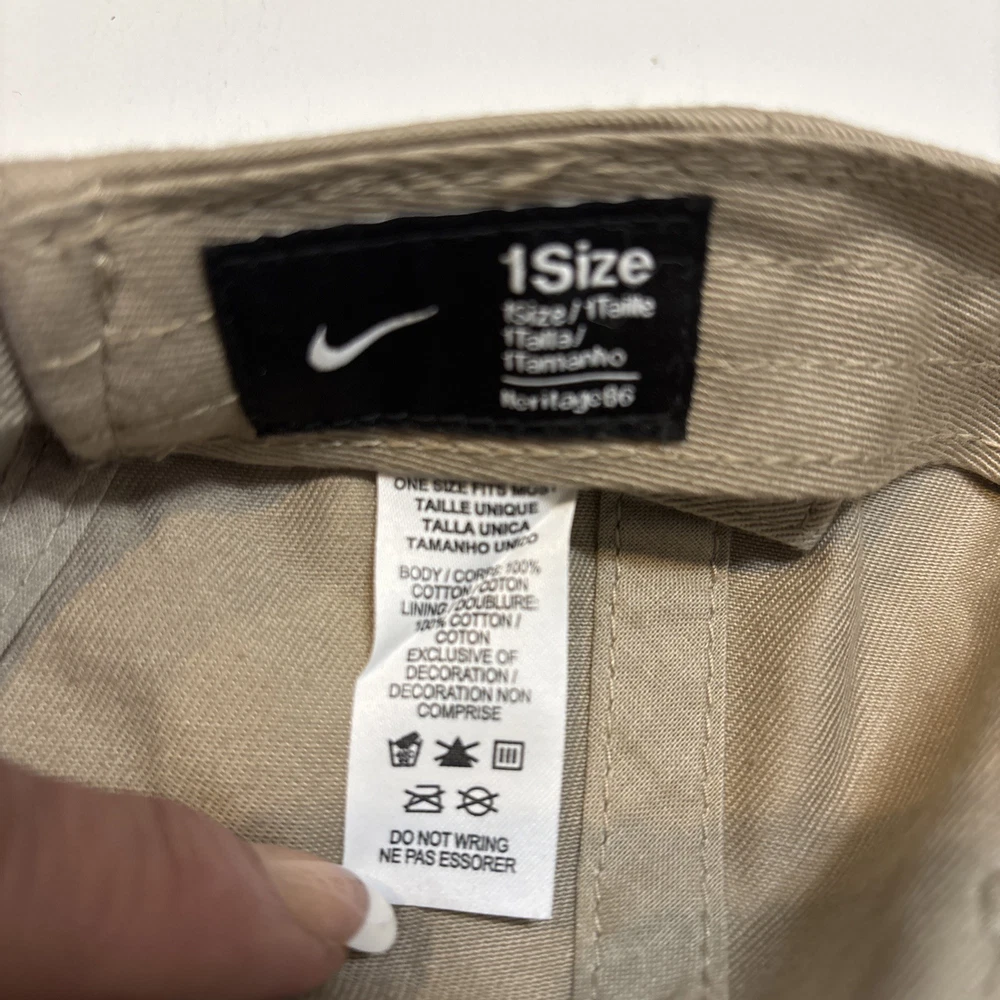 1Size
1Size/1Taille
1Talla/
1Tamanho
Heritage86
ONE SIZE FITS MOST
TAILLE UNIQUE
TALLA UNICA
TAMANHO UNICO
BODY / CORPS: 100%
COTTON / COTON
LINING / DOUBLURE:
100% COTTON /
COTON
EXCLUSIVE OF
DECORATION /
DECORATION NON
COMPRISE
DO NOT WRING
NE PAS ESSORER